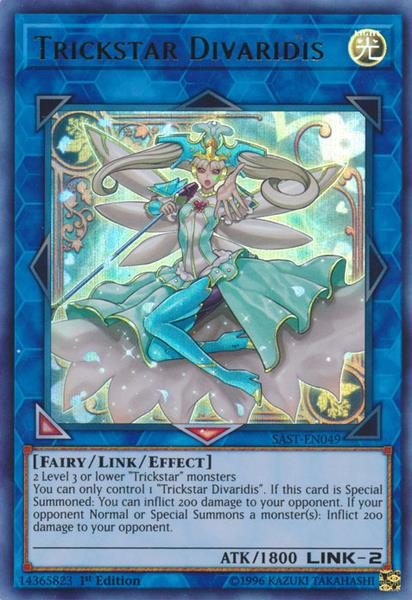 TRICKSTAR DIVARIDIS
LIGHT
光
SAST-EN049
[FAIRY/LINK/EFFECT]
2 Level 3 or lower "Trickstar" monsters
You can only control 1 "Trickstar Divaridis". If this card is Special
Summoned: You can inflict 200 damage to your opponent. If your
opponent Normal or Special Summons a monster(s): Inflict 200
damage to your opponent.
ATK/1800 LINK-2
14365823 1st Edition ©1996 KAZUKI TAKAHASHI